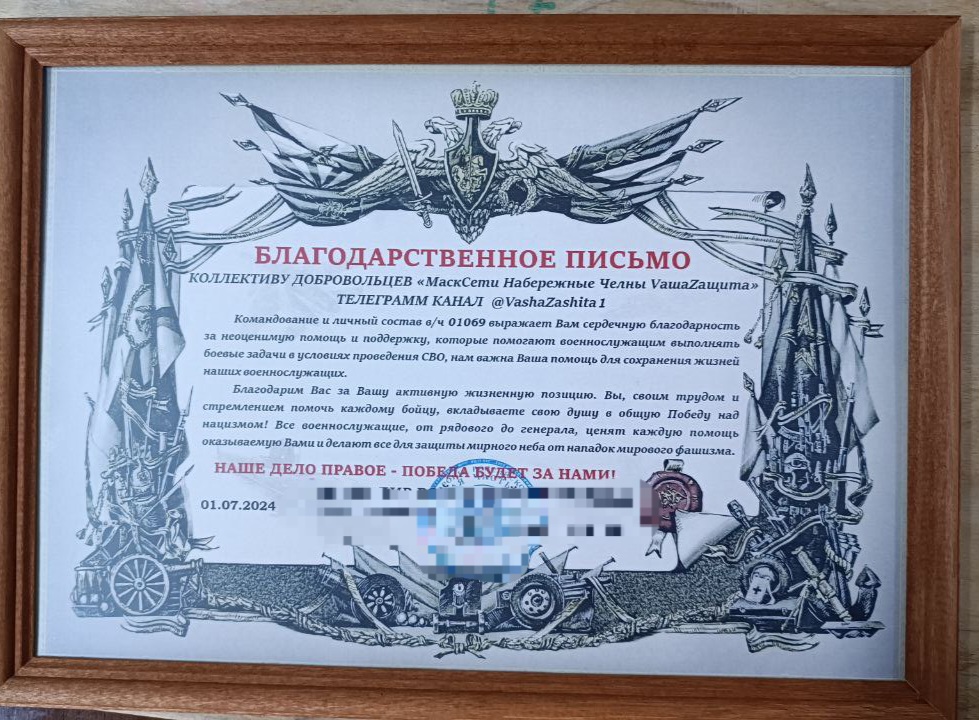 БЛАГОДАРСТВЕННОЕ ПИСЬМО
КОЛЛЕКТИВУ ДОБРОВОЛЬЦЕВ «МаскСети Набережные Челны VашаZащита»
ТЕЛЕГРАММ КАНАЛ @VashaZashita1
Командование и личный состав в/ч 01069 выражает Вам сердечную благодарность
за неоценимую помощь и поддержку, которые помогают военнослужащим выполнять
боевые задачи в условиях проведения СВО, нам важна Ваша помощь для сохранения жизней
наших военнослужащих.
Благодарим Вас за Вашу активную жизненную позицию. Вы, своим трудом и
стремлением помочь каждому бойцу, вкладываете свою душу в общую Победу над
нацизмом! Все военнослужащие, от рядового до генерала, ценят каждую помощь
оказываемую Вами и делают все для защиты мирного неба от нападок мирового фашизма.
НАШЕ ДЕЛО ПРАВОЕ - ПОБЕДА БУДЕТ ЗА НАМИ!
01.07.2024